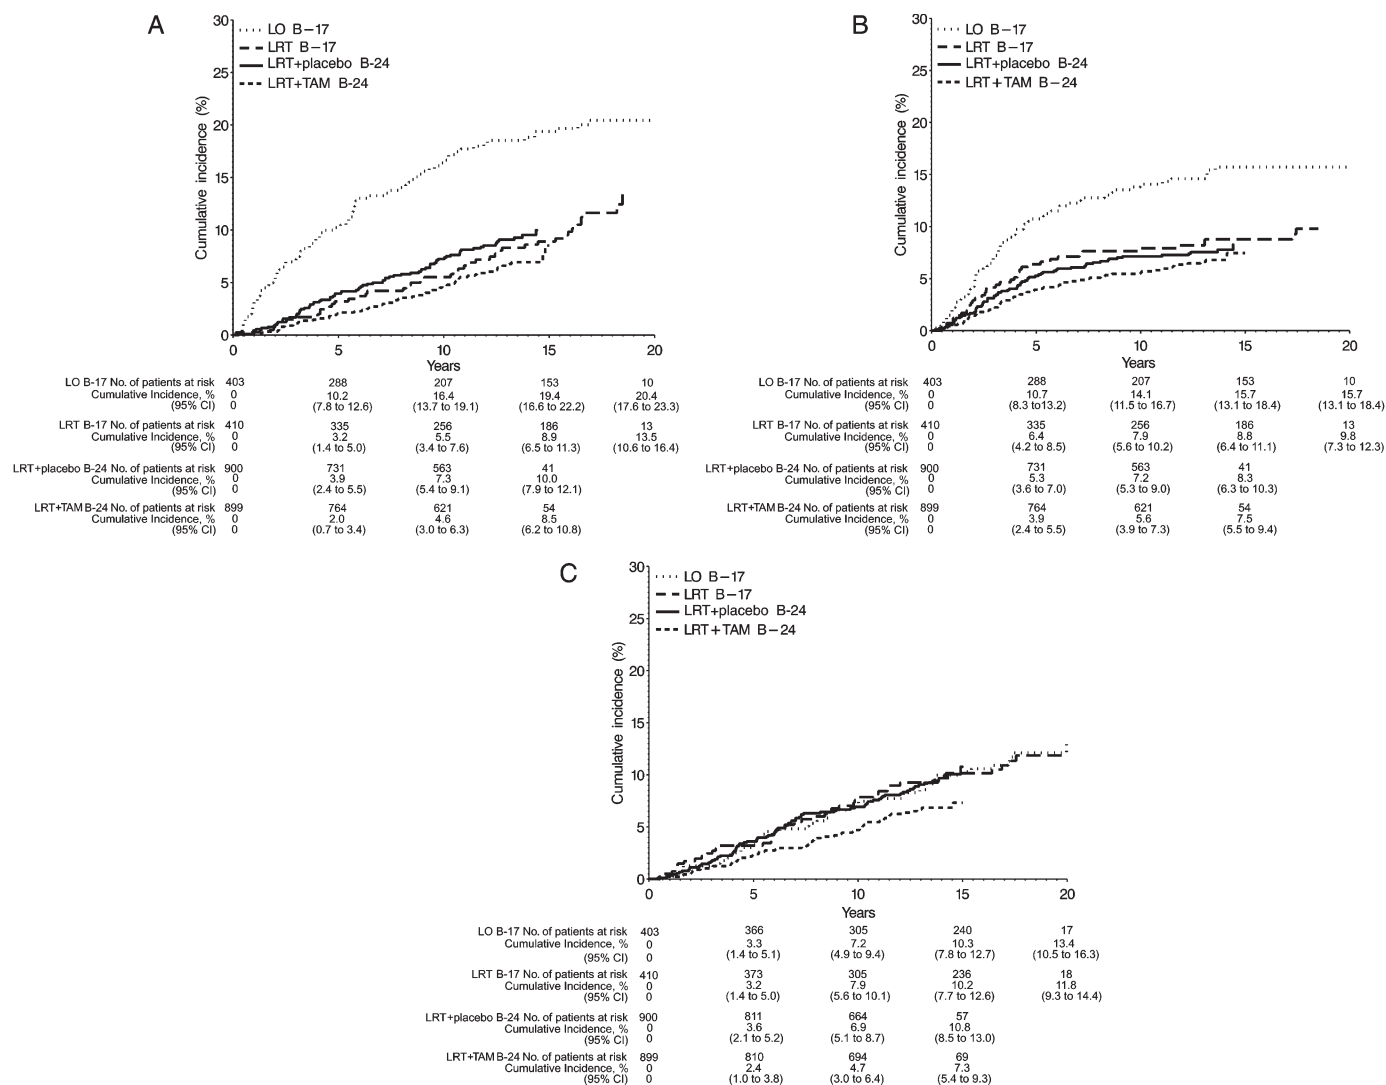 A
30
25
20
15
10
5
0
Cumulative incidence (%)
LO B−17
LRT B−17
LRT+placebo B-24
LRT+TAM B-24
0 5 10 15 20
Years
LO B-17 No. of patients at risk 403 288 207 153 10
Cumulative Incidence, % 0 10.2 16.4 19.4 20.4
(95% CI) 0 (7.8 to 12.6) (13.7 to 19.1) (16.6 to 22.2) (17.6 to 23.3)
LRT B-17 No. of patients at risk 410 335 256 186 13
Cumulative Incidence, % 0 3.2 5.5 8.9 13.5
(95% CI) 0 (1.4 to 5.0) (3.4 to 7.6) (6.5 to 11.3) (10.6 to 16.4)
LRT+placebo B-24 No. of patients at risk 900 731 563 41
Cumulative Incidence, % 0 3.9 7.3 10.0
(95% CI) 0 (2.4 to 5.5) (5.4 to 9.1) (7.9 to 12.1)
LRT+TAM B-24 No. of patients at risk 899 764 621 54
Cumulative Incidence, % 0 2.0 4.6 8.5
(95% CI) 0 (0.7 to 3.4) (3.0 to 6.3) (6.2 to 10.8)
B
30
25
20
15
10
5
0
Cumulative incidence (%)
LO B−17
LRT B−17
LRT+placebo B-24
LRT+TAM B−24
0 5 10 15 20
Years
LO B-17 No. of patients at risk 403 288 207 153 10
Cumulative Incidence, % 0 10.7 14.1 15.7 15.7
(95% CI) 0 (8.3 to13.2) (11.5 to 16.7) (13.1 to 18.4) (13.1 to 18.4)
LRT B-17 No. of patients at risk 410 335 256 186 13
Cumulative Incidence, % 0 6.4 7.9 8.8 9.8
(95% CI) 0 (4.2 to 8.5) (5.6 to 10.2) (6.4 to 11.1) (7.3 to 12.3)
LRT+placebo B-24 No. of patients at risk 900 731 563 41
Cumulative Incidence, % 0 5.3 7.2 8.3
(95% CI) 0 (3.6 to 7.0) (5.3 to 9.0) (6.3 to 10.3)
LRT+TAM B-24 No. of patients at risk 899 764 621 54
Cumulative Incidence, % 0 3.9 5.6 7.5
(95% CI) 0 (2.4 to 5.5) (3.9 to 7.3) (5.5 to 9.4)
C
30
25
20
15
10
5
0
Cumulative incidence (%)
LO B−17
LRT B−17
LRT+placebo B-24
LRT+TAM B−24
0 5 10 15 20
Years
LO B-17 No. of patients at risk 403 366 305 240 17
Cumulative Incidence, % 0 3.3 7.2 10.3 13.4
(95% CI) 0 (1.4 to 5.1) (4.9 to 9.4) (7.8 to 12.7) (10.5 to 16.3)
LRT B-17 No. of patients at risk 410 373 305 236 18
Cumulative Incidence, % 0 3.2 7.9 10.2 11.8
(95% CI) 0 (1.4 to 5.0) (5.6 to 10.1) (7.7 to 12.6) (9.3 to 14.4)
LRT+placebo B-24 No. of patients at risk 900 811 664 57
Cumulative Incidence, % 0 3.6 6.9 10.8
(95% CI) 0 (2.1 to 5.2) (5.1 to 8.7) (8.5 to 13.0)
LRT+TAM B-24 No. of patients at risk 899 810 694 69
Cumulative Incidence, % 0 2.4 4.7 7.3
(95% CI) 0 (1.0 to 3.8) (3.0 to 6.4) (5.4 to 9.3)